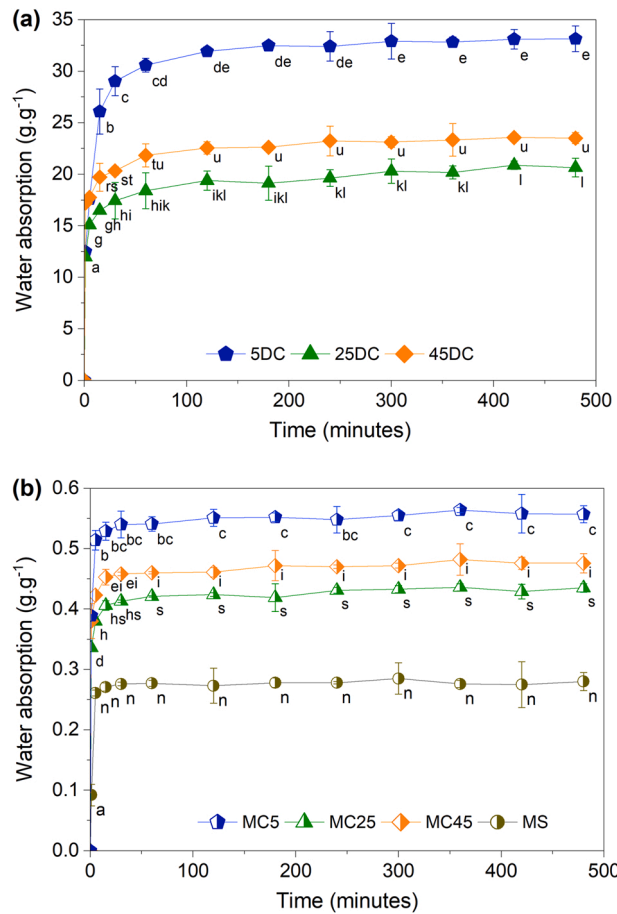 (a)
35
30
25
20
15
10
5
0
Water absorption (g.g⁻¹)
b c cd de de de e e e e
rs st tu u u u u u u u
a g gh hi hik ikl ikl kl kl kl l l
5DC 25DC 45DC
0 100 200 300 400 500
Time (minutes)
(b)
0.6
0.5
0.4
0.3
0.2
0.1
0.0
Water absorption (g.g⁻¹)
b bc bc bc c c bc c c c c
ei ei i i i i i i i i
d h hs hs s s s s s s s s
a n n n n n n n n n n n
MC5 MC25 MC45 MS
0 100 200 300 400 500
Time (minutes)